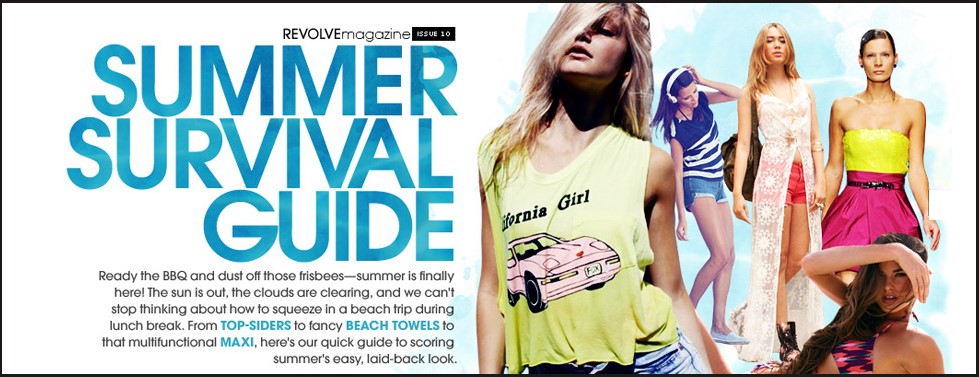 REVOLVEmagazine ISSUE 10
SUMMER
SURVIVAL
GUIDE
Ready the BBQ and dust off those frisbees—summer is finally
here! The sun is out, the clouds are clearing, and we can't
stop thinking about how to squeeze in a beach trip during
lunch break. From TOP-SIDERS to fancy BEACH TOWELS to
that multifunctional MAXI, here's our quick guide to scoring
summer's easy, laid-back look.
ifornia Girl